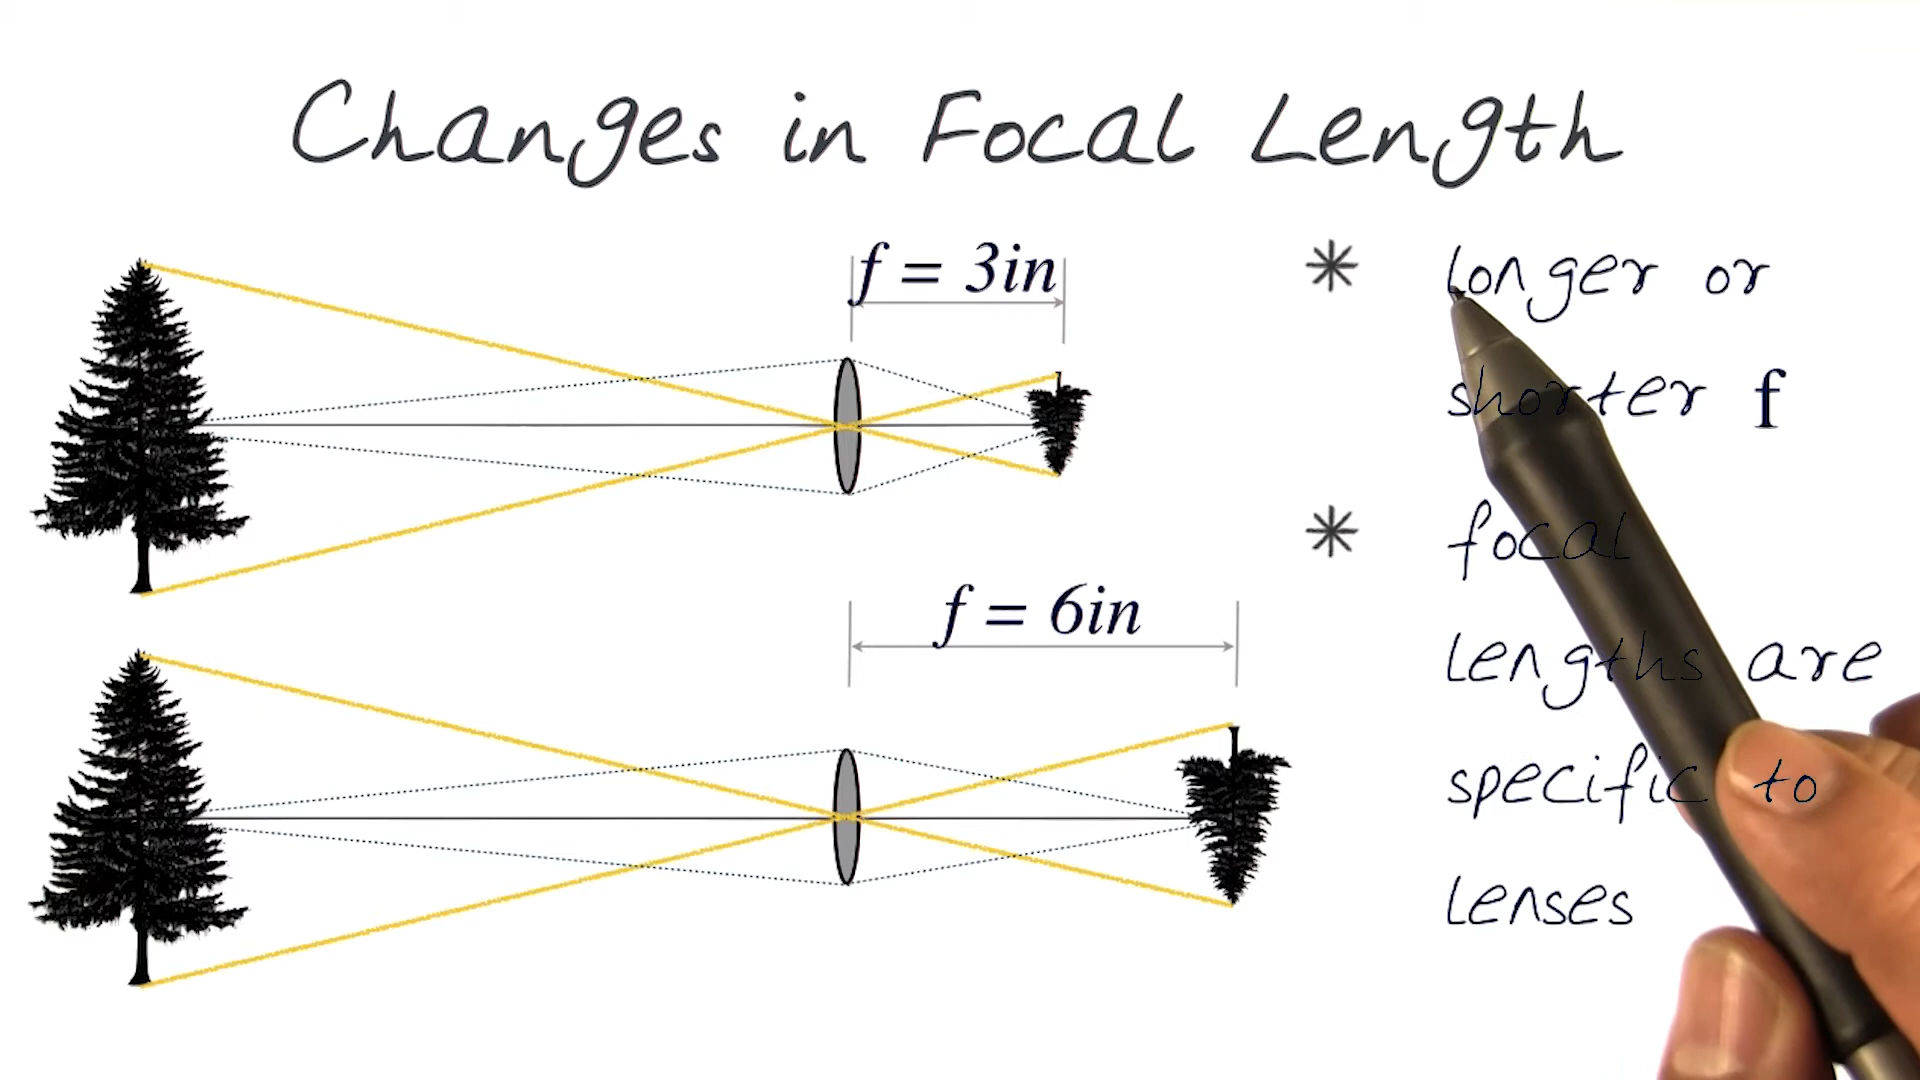 Changes in Focal Length
f = 3in
f = 6in
* longer or
shorter f
* focal
lengths are
specific to
lenses